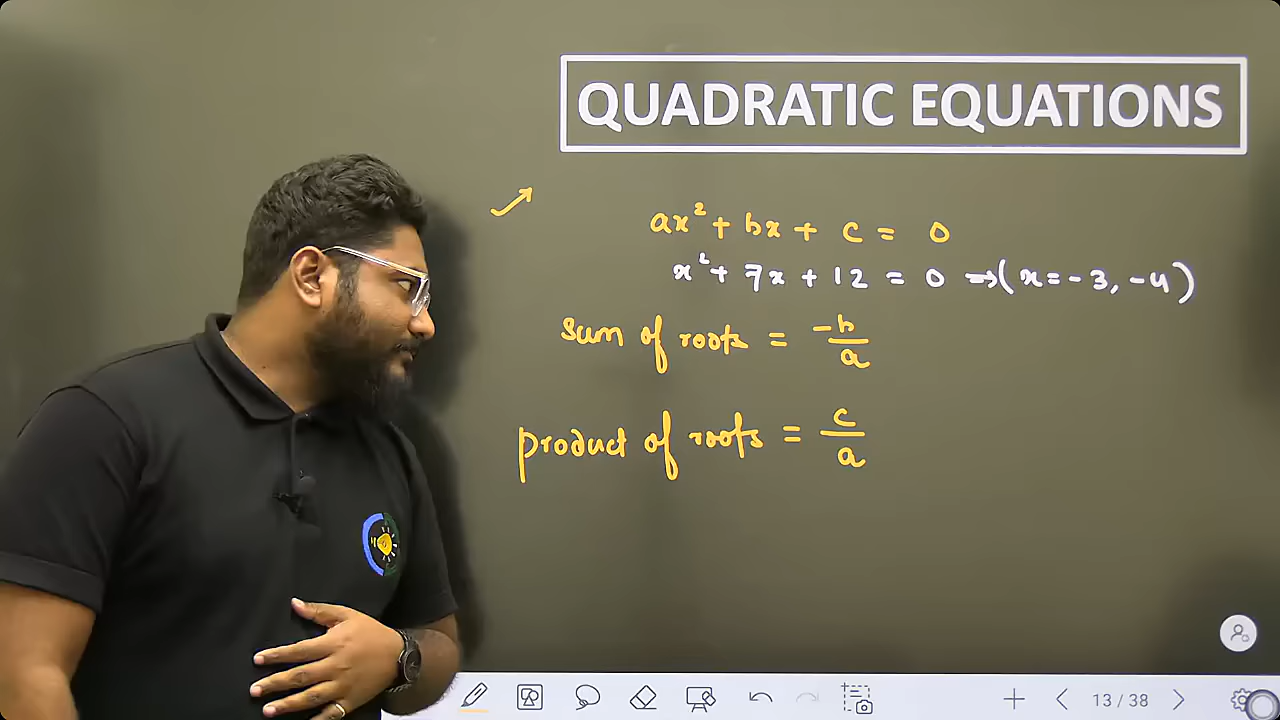 QUADRATIC EQUATIONS
ax² + bx + c = 0
x² + 7x + 12 = 0 ⇒ (x = -3, -4)
sum of roots = -b/a
product of roots = c/a
13 / 38